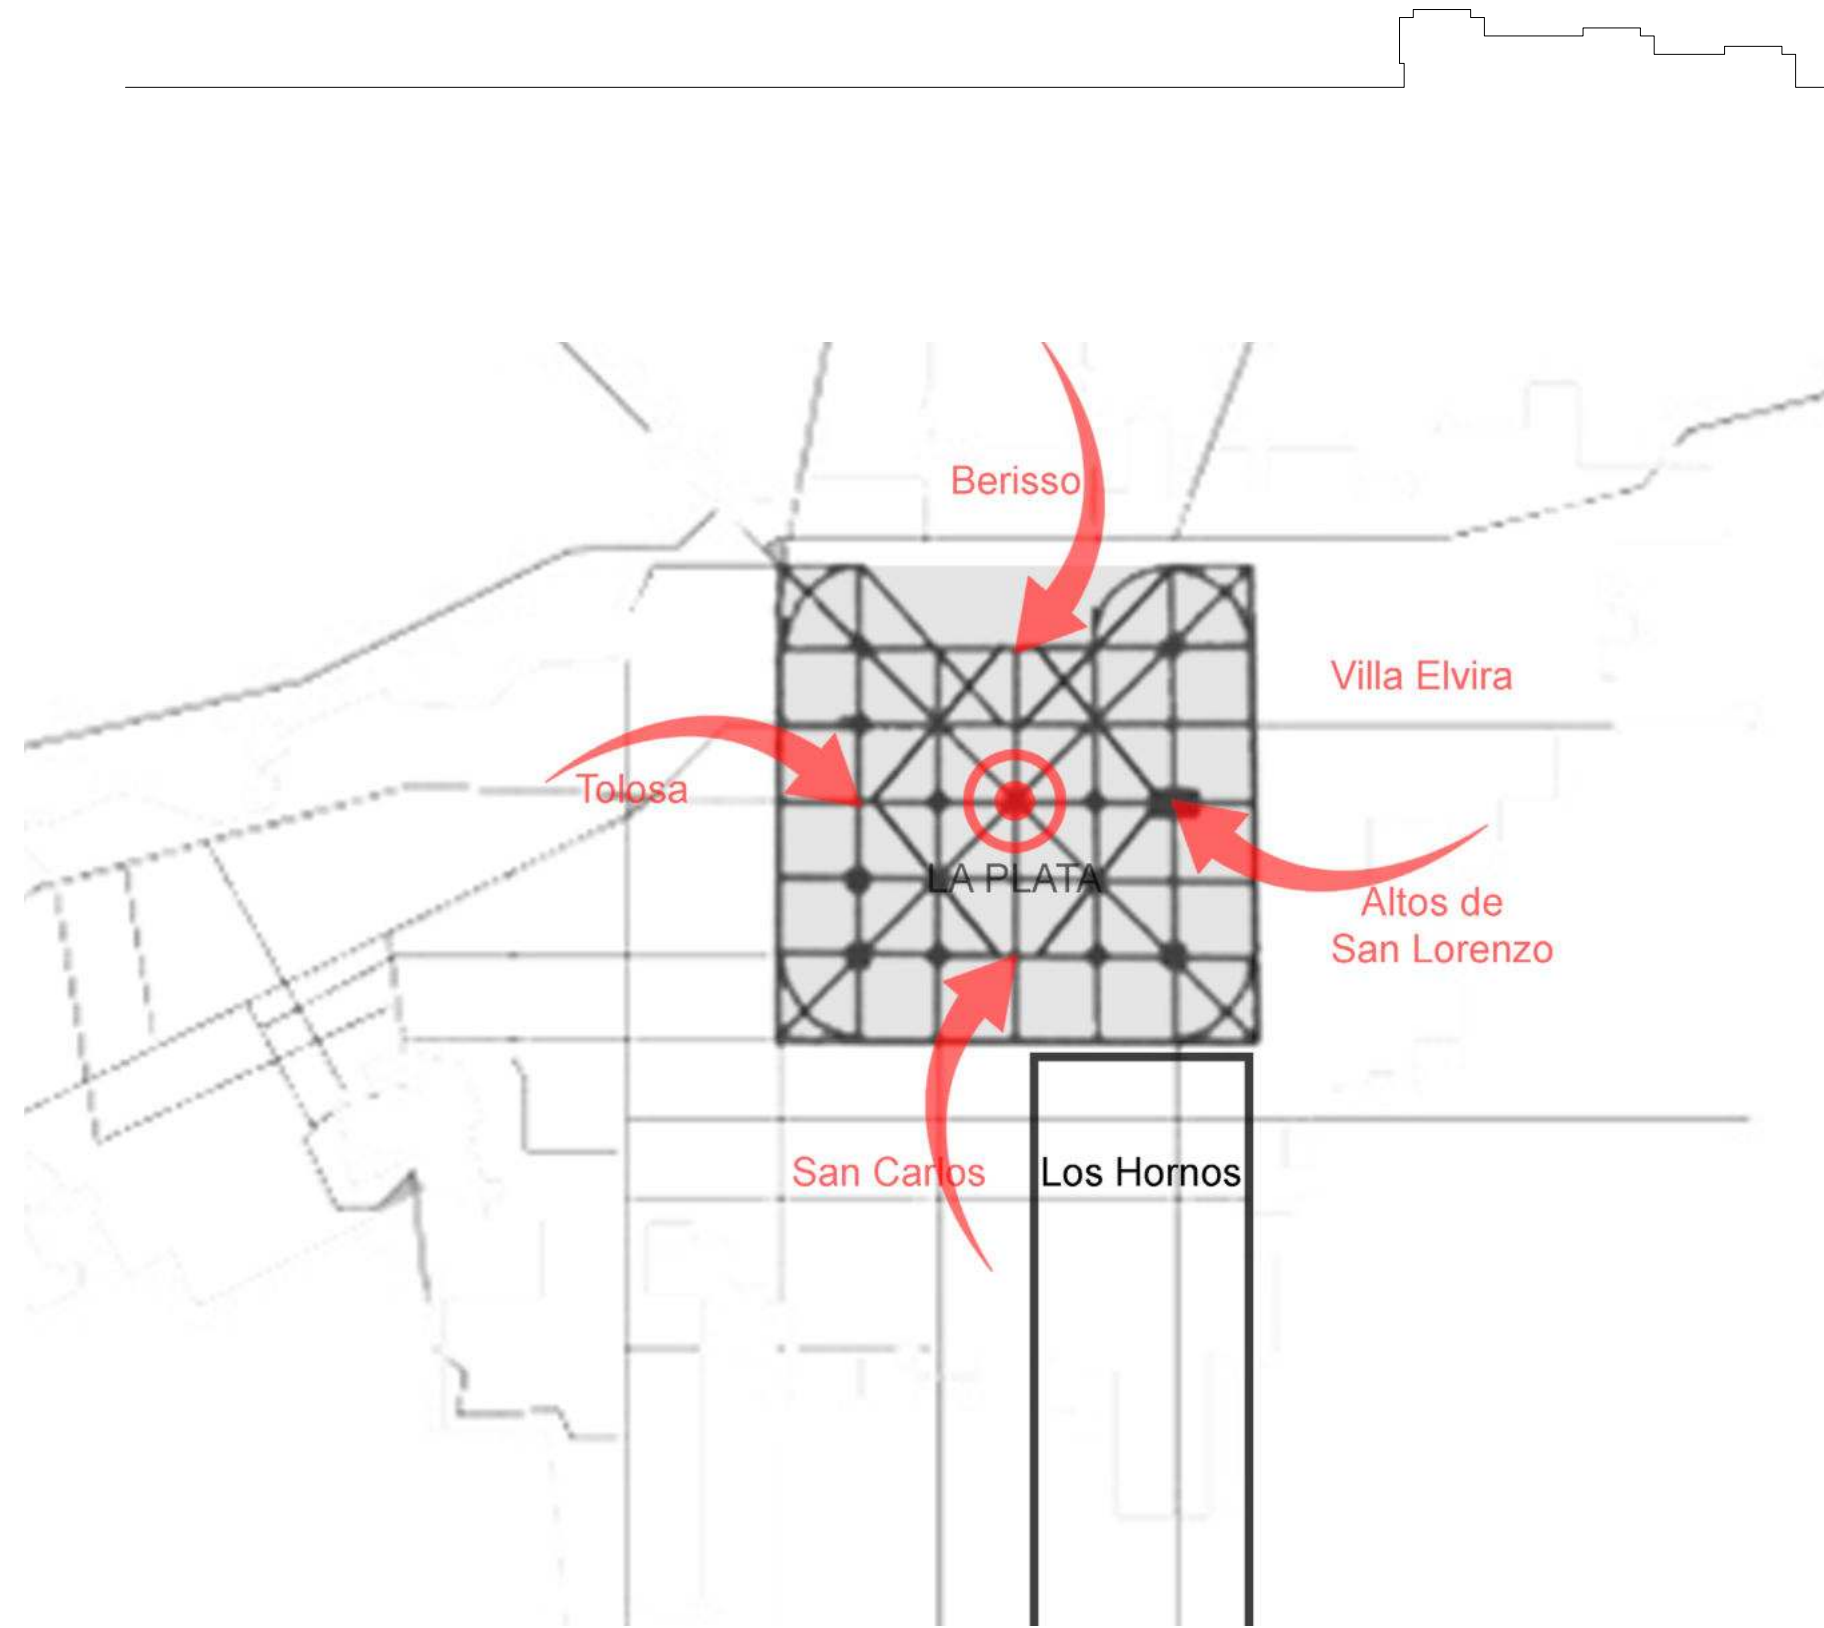 Berisso
Villa Elvira
Tolosa
LA PLATA
Altos de
San Lorenzo
San Carlos
Los Hornos